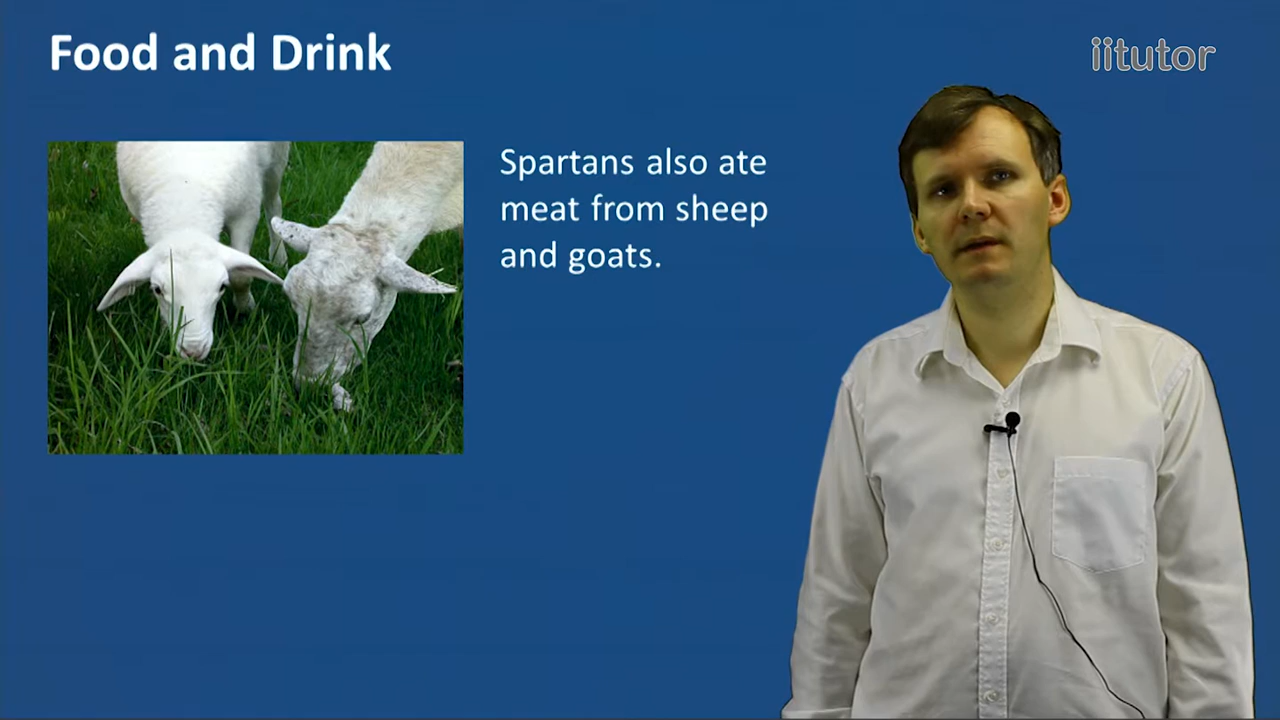 Food and Drink
iitutor
Spartans also ate
meat from sheep
and goats.